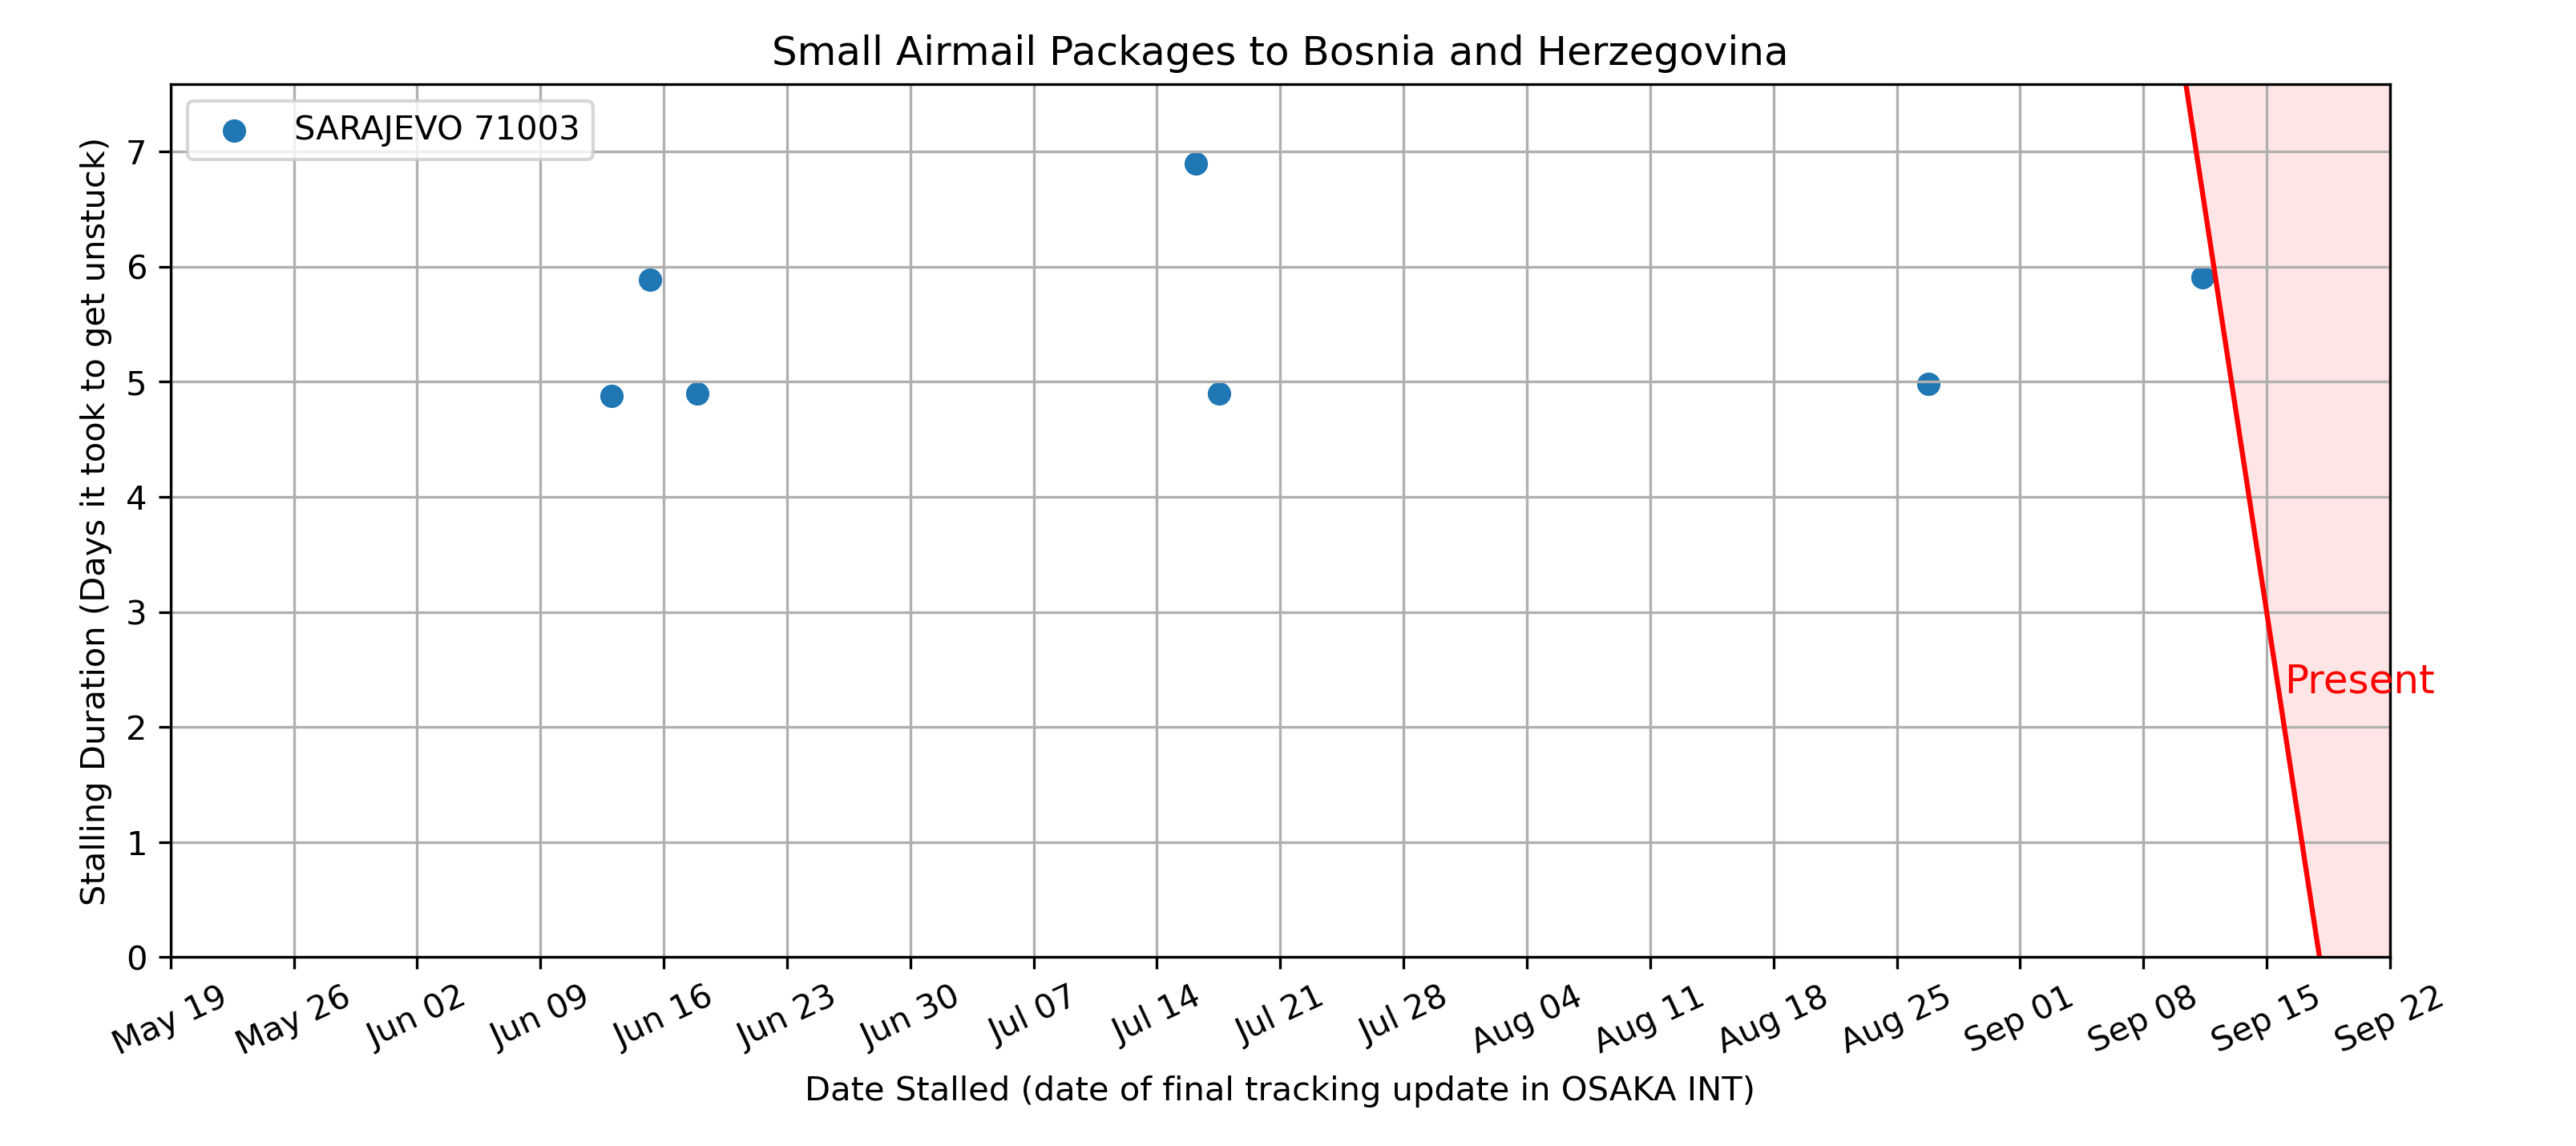 Small Airmail Packages to Bosnia and Herzegovina
SARAJEVO 71003
Stalling Duration (Days it took to get unstuck)
7
6
5
4
3
2
1
0
Present
May 19
May 26
Jun 02
Jun 09
Jun 16
Jun 23
Jun 30
Jul 07
Jul 14
Jul 21
Jul 28
Aug 04
Aug 11
Aug 18
Aug 25
Sep 01
Sep 08
Sep 15
Sep 22
Date Stalled (date of final tracking update in OSAKA INT)